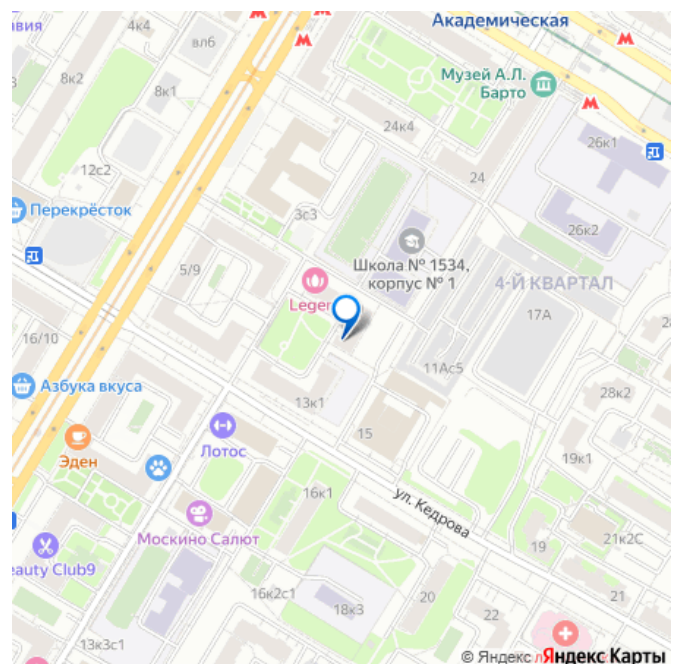 Академическая
авия
4к4
вл6
Музей А.Л.
Барто
8к2
8к1
24к4
26к1
12с2
24
Перекрёсток
3с3
26к2
5/9
Школа № 1534,
корпус № 1
4-Й КВАРТАЛ
Leger
17А
16/10
11Ас5
Азбука вкуса
28к2
13к1
15
Лотос
Эден
19к1
16к1
ул. Кедрова
Москино Салют
19
21к2С
eauty Club9
16к2с1
18к3
20
22
21
13к3с1
© Яндекс
Яндекс Карты